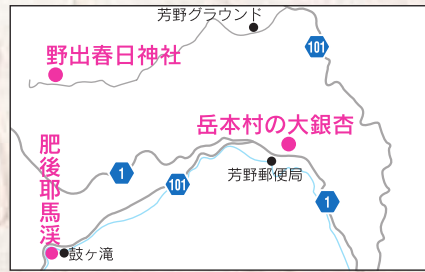 芳野グラウンド
101
野出春日神社
岳本村の大銀杏
肥後耶馬渓
1
101
芳野郵便局
1
鼓ヶ滝